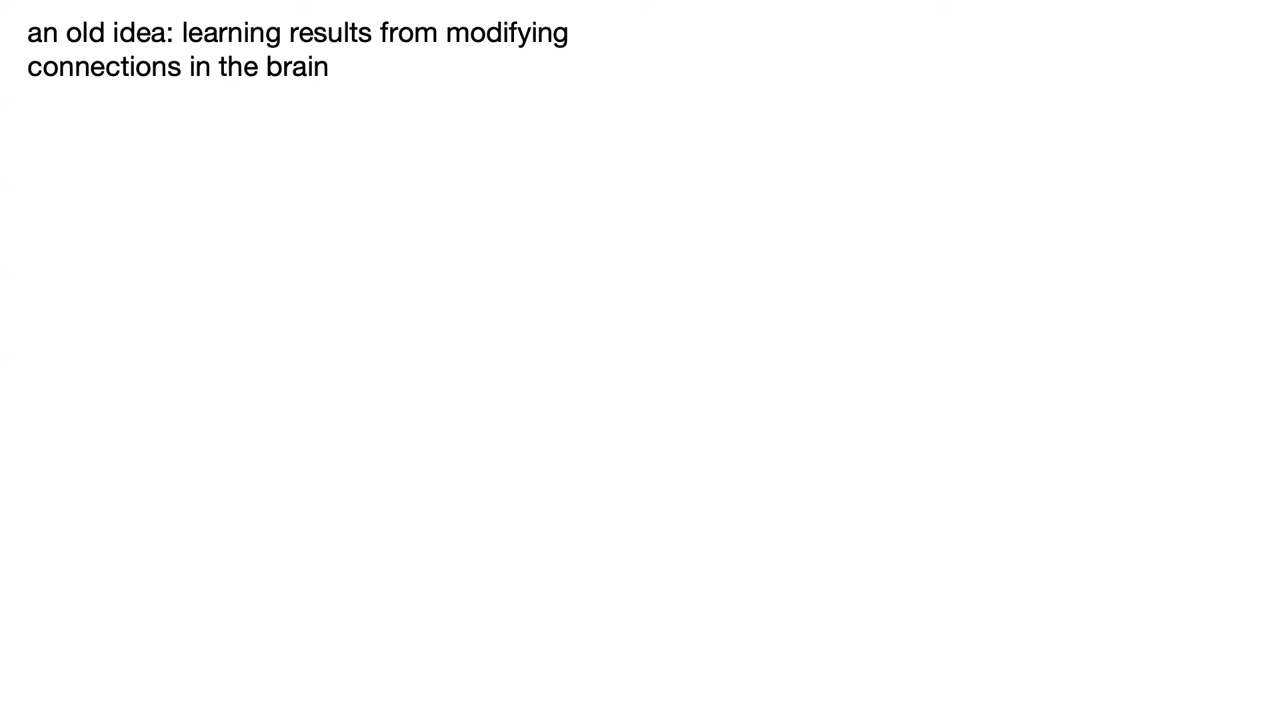 an old idea: learning results from modifying
connections in the brain